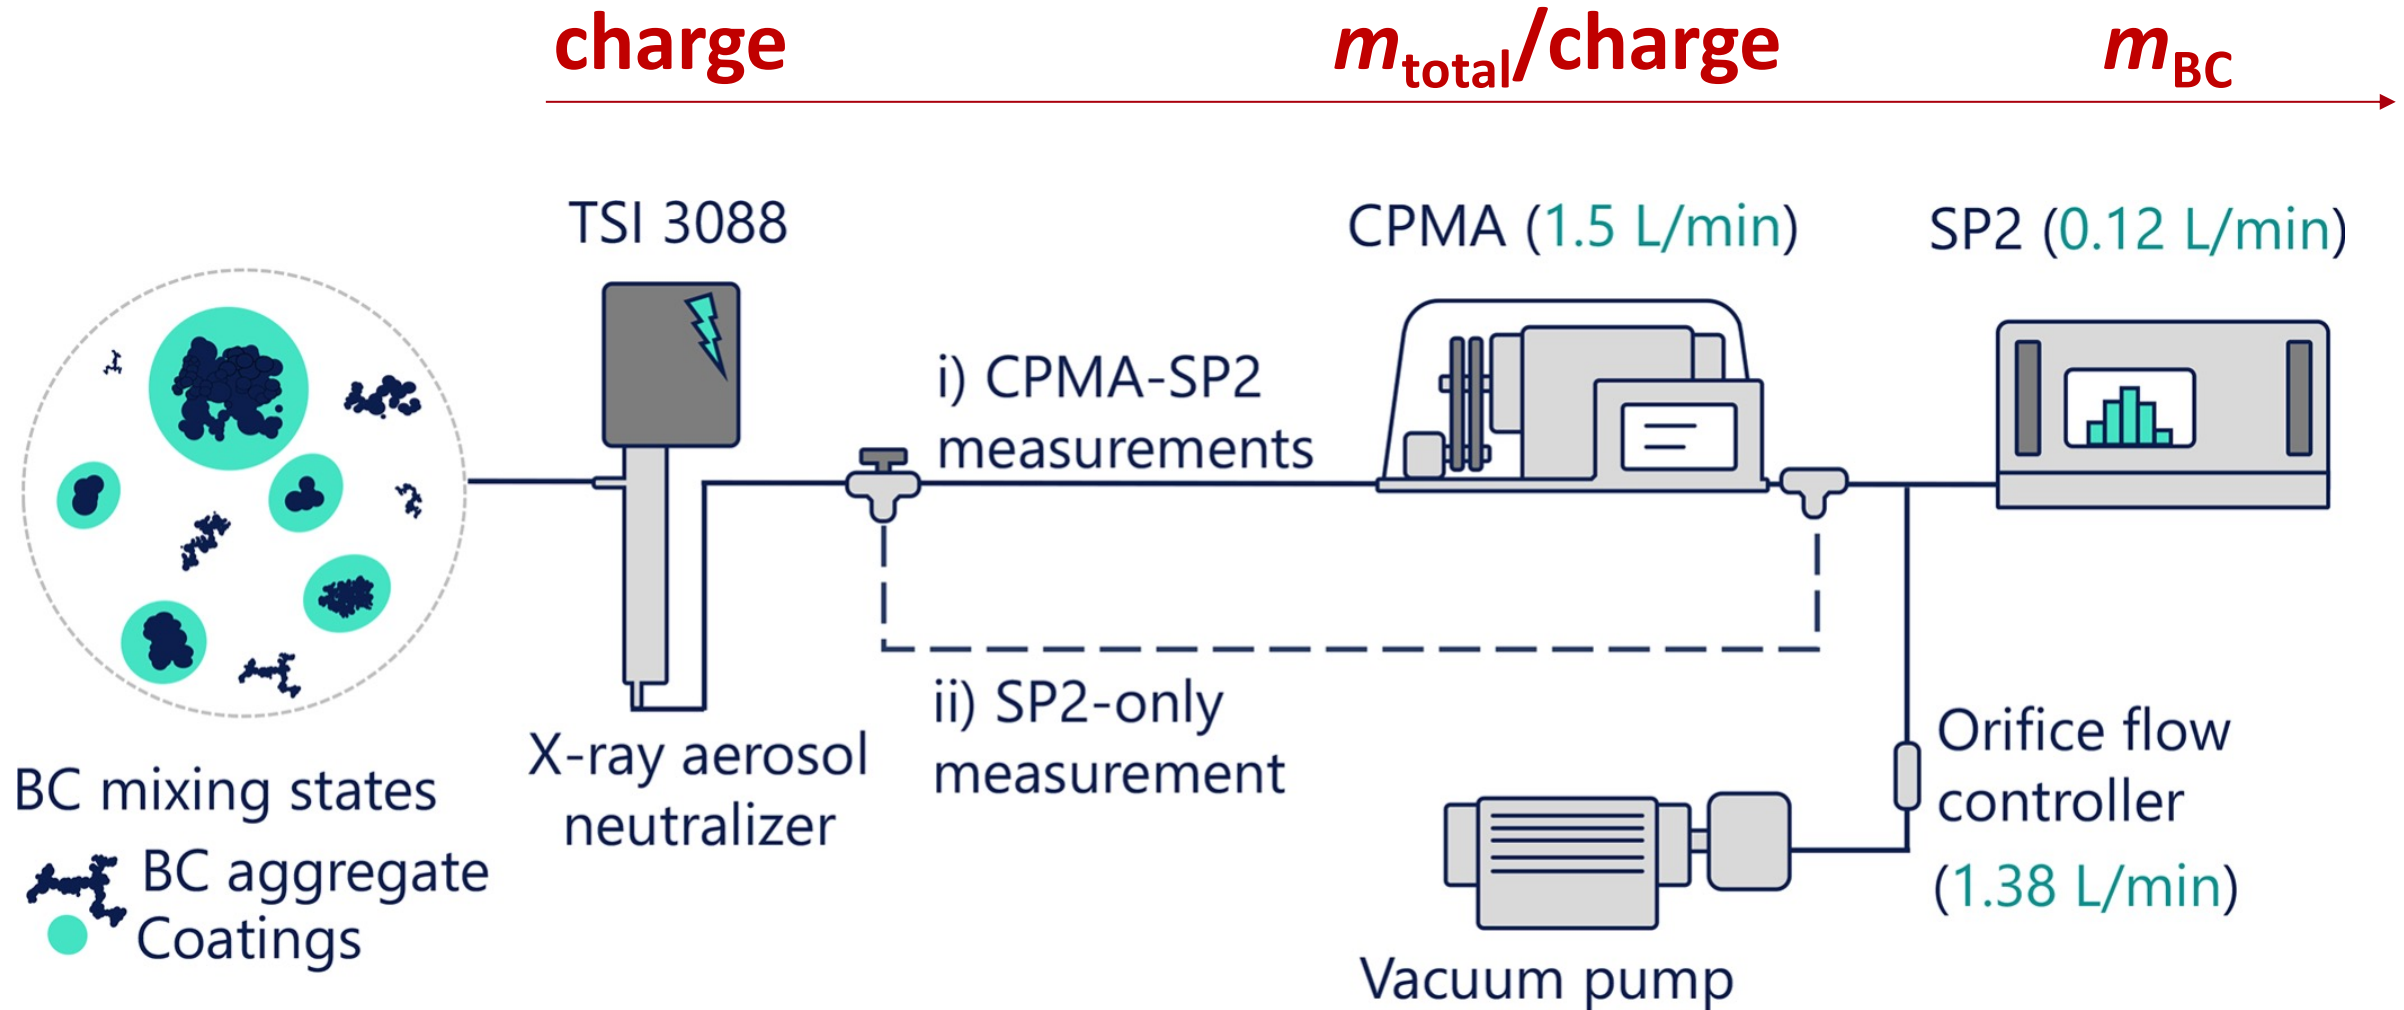 charge
mtotal/charge
mBC
TSI 3088
CPMA (1.5 L/min)
SP2 (0.12 L/min)
i) CPMA-SP2
measurements
ii) SP2-only
measurement
X-ray aerosol
neutralizer
Orifice flow
controller
(1.38 L/min)
BC mixing states
BC aggregate
Coatings
Vacuum pump